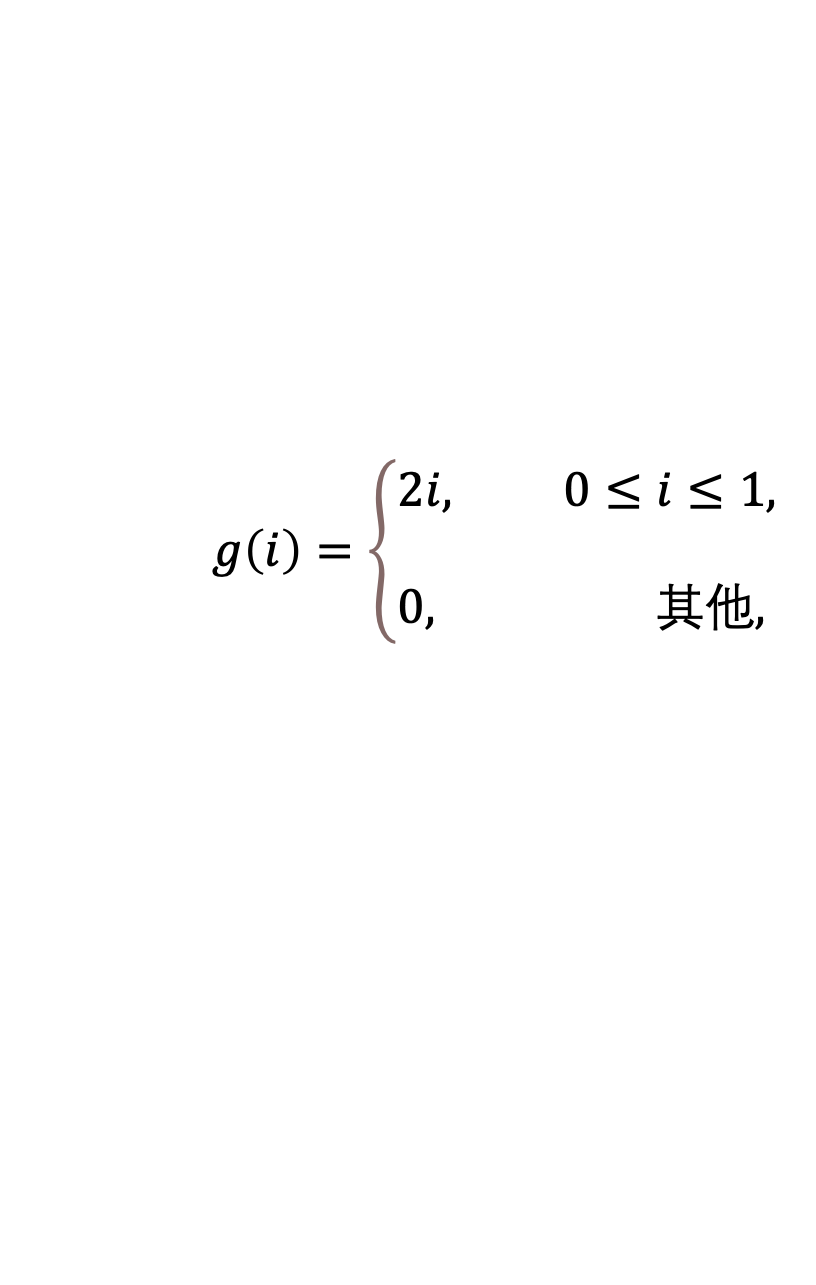 2i, 0 ≤ i ≤ 1,
g(i) = {
0, 其他,